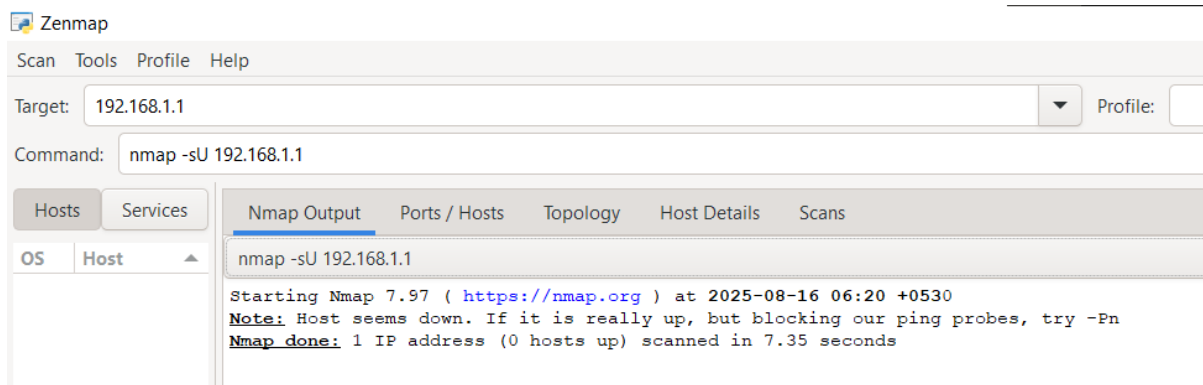 Zenmap
Scan Tools Profile Help
Target: 192.168.1.1 Profile:
Command: nmap -sU 192.168.1.1
Hosts Services Nmap Output Ports / Hosts Topology Host Details Scans
OS Host nmap -sU 192.168.1.1
Starting Nmap 7.97 ( https://nmap.org ) at 2025-08-16 06:20 +0530
Note: Host seems down. If it is really up, but blocking our ping probes, try -Pn
Nmap done: 1 IP address (0 hosts up) scanned in 7.35 seconds